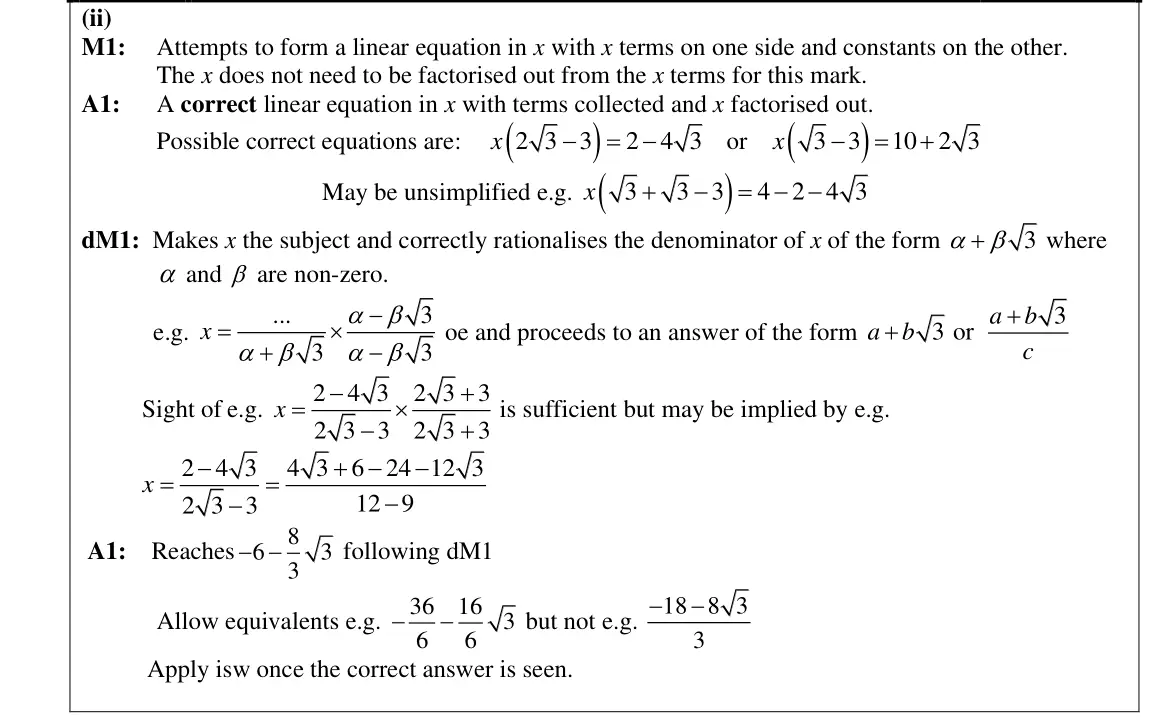 (ii)
M1: Attempts to form a linear equation in x with x terms on one side and constants on the other.
The x does not need to be factorised out from the x terms for this mark.
A1: A correct linear equation in x with terms collected and x factorised out.
Possible correct equations are: x(2√3 − 3) = 2 − 4√3 or x(√3 − 3) = 10 + 2√3
May be unsimplified e.g. x(√3 + √3 − 3) = 4 − 2 − 4√3
dM1: Makes x the subject and correctly rationalises the denominator of x of the form α + β√3 where
α and β are non-zero.
e.g. x = .../(α + β√3) × (α − β√3)/(α − β√3) oe and proceeds to an answer of the form a + b√3 or (a + b√3)/c
Sight of e.g. x = (2 − 4√3)/(2√3 − 3) × (2√3 + 3)/(2√3 + 3) is sufficient but may be implied by e.g.
x = (2 − 4√3)/(2√3 − 3) = (4√3 + 6 − 24 − 12√3)/(12 − 9)
A1: Reaches −6 − 8/3 √3 following dM1
Allow equivalents e.g. −36/6 − 16/6 √3 but not e.g. (−18 − 8√3)/3
Apply isw once the correct answer is seen.